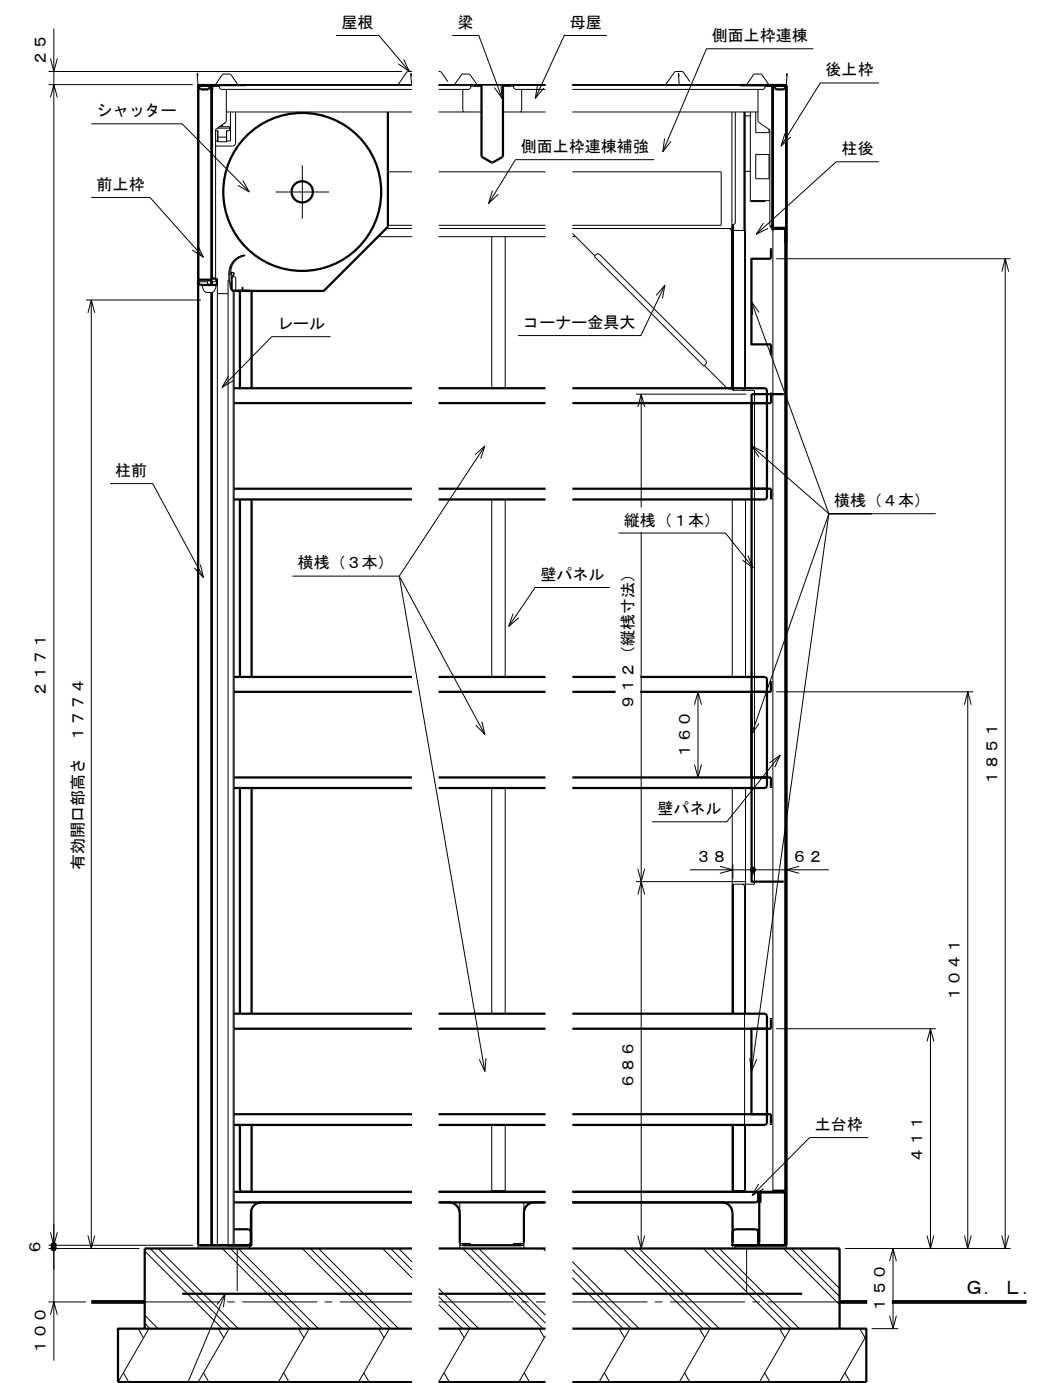 屋根
梁
母屋
側面上枠連棟
後上枠
25
シャッター
側面上枠連棟補強
柱後
前上枠
レール
コーナー金具大
柱前
横桟（4本）
縦桟（1本）
横桟（3本）
壁パネル
912（縦桟寸法）
2171
有効開口部高さ 1774
160
1851
壁パネル
38
62
1041
686
411
土台枠
6
150
G. L.
100